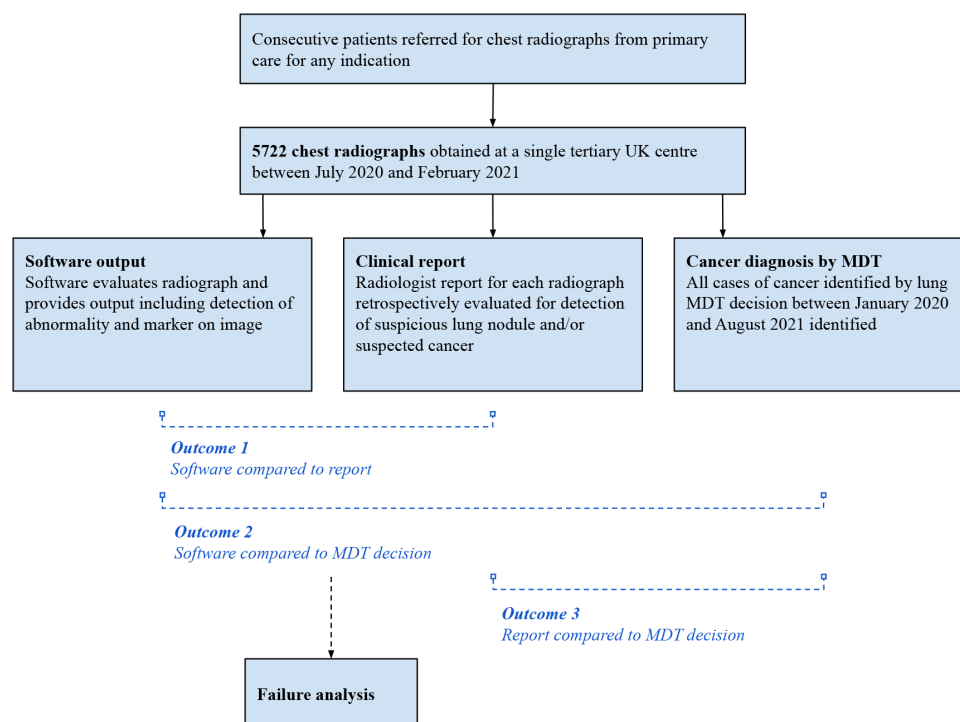 Consecutive patients referred for chest radiographs from primary
care for any indication
5722 chest radiographs obtained at a single tertiary UK centre
between July 2020 and February 2021
Software output
Software evaluates radiograph and
provides output including detection of
abnormality and marker on image
Clinical report
Radiologist report for each radiograph
retrospectively evaluated for detection
of suspicious lung nodule and/or
suspected cancer
Cancer diagnosis by MDT
All cases of cancer identified by lung
MDT decision between January 2020
and August 2021 identified
Outcome 1
Software compared to report
Outcome 2
Software compared to MDT decision
Outcome 3
Report compared to MDT decision
Failure analysis